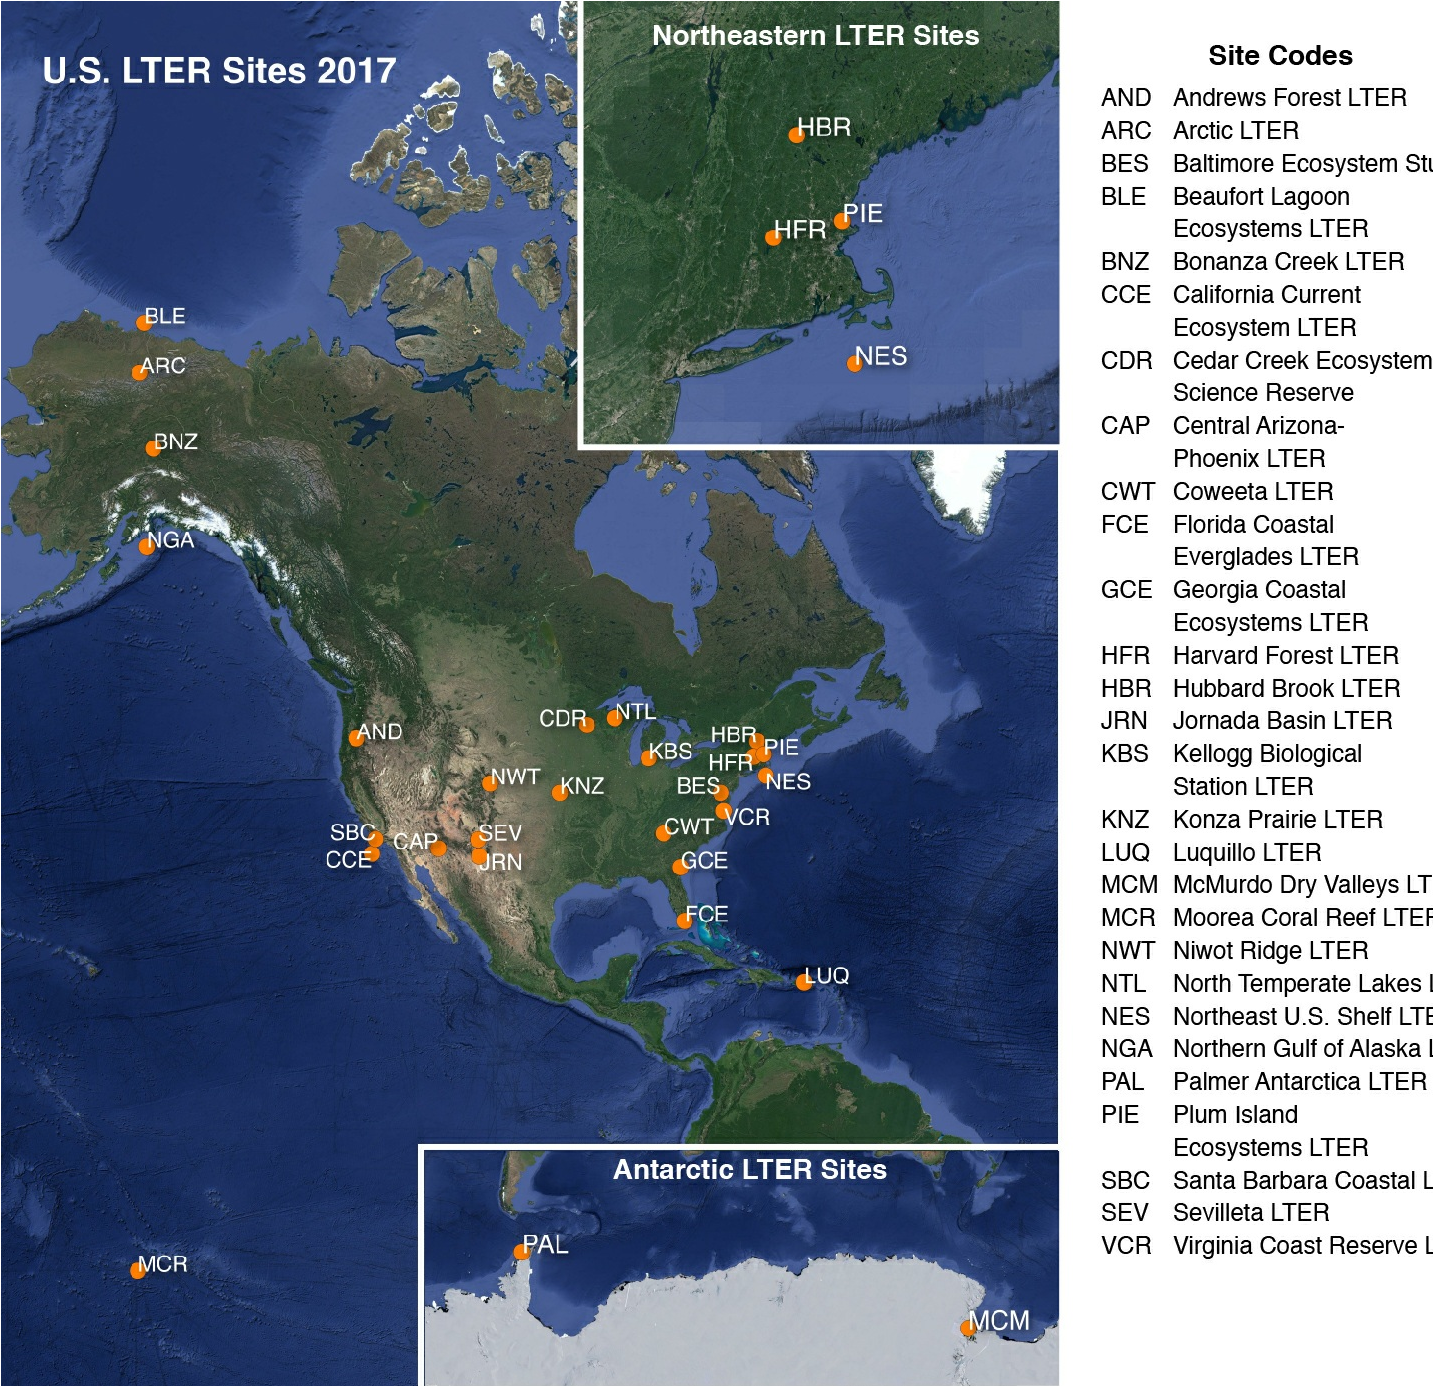 U.S. LTER Sites 2017
BLE
ARC
BNZ
NGA
AND
CDR
NTL
KBS
NWT
KNZ
SBC
CCE
CAP
SEV
JRN
HBR
PIE
HFR
NES
BES
VCR
CWT
GCE
FCE
LUQ
MCR
Northeastern LTER Sites
HBR
PIE
HFR
NES
Antarctic LTER Sites
PAL
MCM
Site Codes
AND Andrews Forest LTER
ARC Arctic LTER
BES Baltimore Ecosystem Stu
BLE Beaufort Lagoon
Ecosystems LTER
BNZ Bonanza Creek LTER
CCE California Current
Ecosystem LTER
CDR Cedar Creek Ecosystem
Science Reserve
CAP Central Arizona-
Phoenix LTER
CWT Coweeta LTER
FCE Florida Coastal
Everglades LTER
GCE Georgia Coastal
Ecosystems LTER
HFR Harvard Forest LTER
HBR Hubbard Brook LTER
JRN Jornada Basin LTER
KBS Kellogg Biological
Station LTER
KNZ Konza Prairie LTER
LUQ Luquillo LTER
MCM McMurdo Dry Valleys LT
MCR Moorea Coral Reef LTER
NWT Niwot Ridge LTER
NTL North Temperate Lakes L
NES Northeast U.S. Shelf LTE
NGA Northern Gulf of Alaska L
PAL Palmer Antarctica LTER
PIE Plum Island
Ecosystems LTER
SBC Santa Barbara Coastal L
SEV Sevilleta LTER
VCR Virginia Coast Reserve L